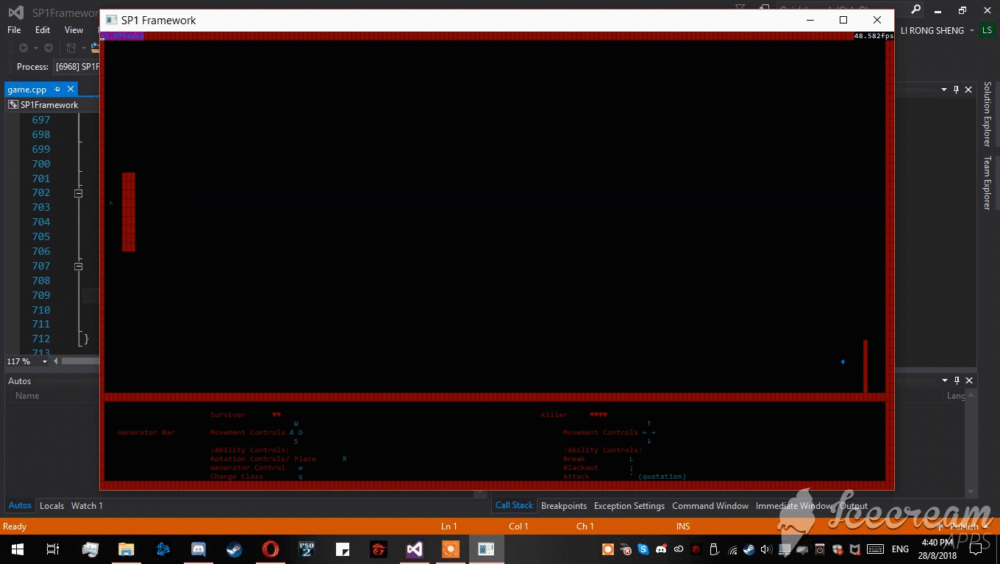 SP1Framework
SP1 Framework
File Edit View
LI RONG SHENG LS
48.582fps
Process: [6968] SP1F
game.cpp
SP1Framework
697
698
699
700
701
702
703
704
705
706
707
708
709
710
711
712 }
713
117 %
Solution Explorer
Team Explorer
Autos
Name
Lang
Survivor ♥♥
Killer ♥♥♥♥
W
↑
Generator Bar
Movement Controls A D
Movement Controls ← →
S
↓
:Ability Controls:
:Ability Controls:
Rotation Controls/ Place R
Break L
Generator Control w
Blackout ;
Change Class q
Attack ' (quotation)
Autos Locals Watch 1
Call Stack Breakpoints Exception Settings Command Window Immediate Window Output
Ready Ln 1 Col 1 Ch 1 INS ↑ Publish
Icecream
APPS
PSO
2
ENG
4:40 PM
28/8/2018